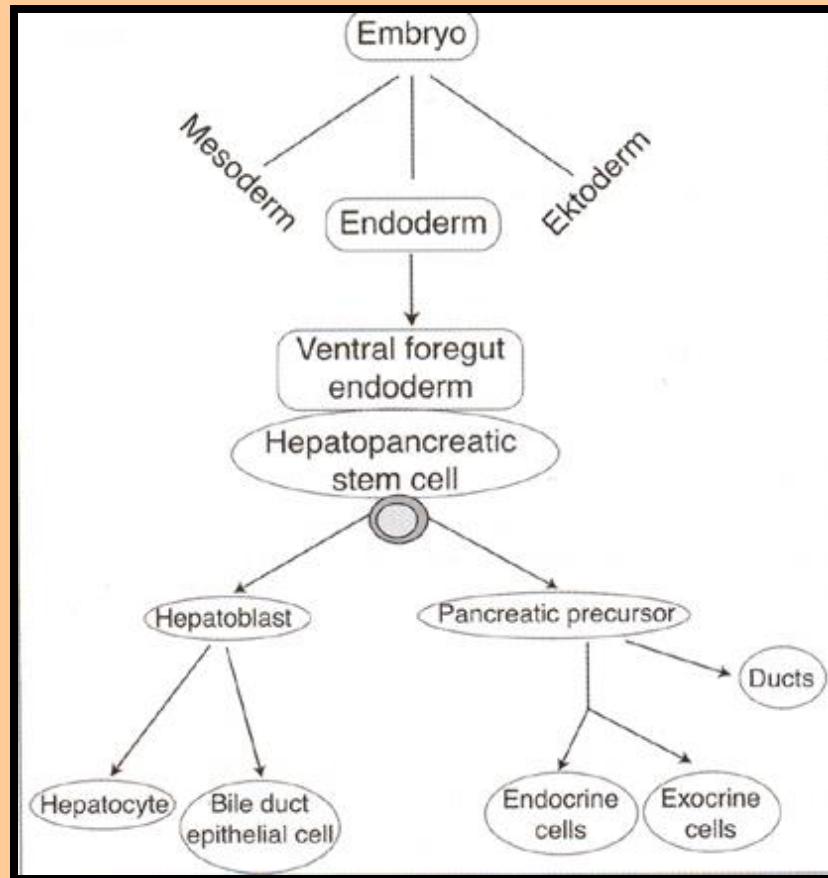 Embryo
Mesoderm
Endoderm
Ektoderm
Ventral foregut
endoderm
Hepatopancreatic
stem cell
Hepatoblast
Pancreatic precursor
Ducts
Hepatocyte
Bile duct
epithelial cell
Endocrine
cells
Exocrine
cells